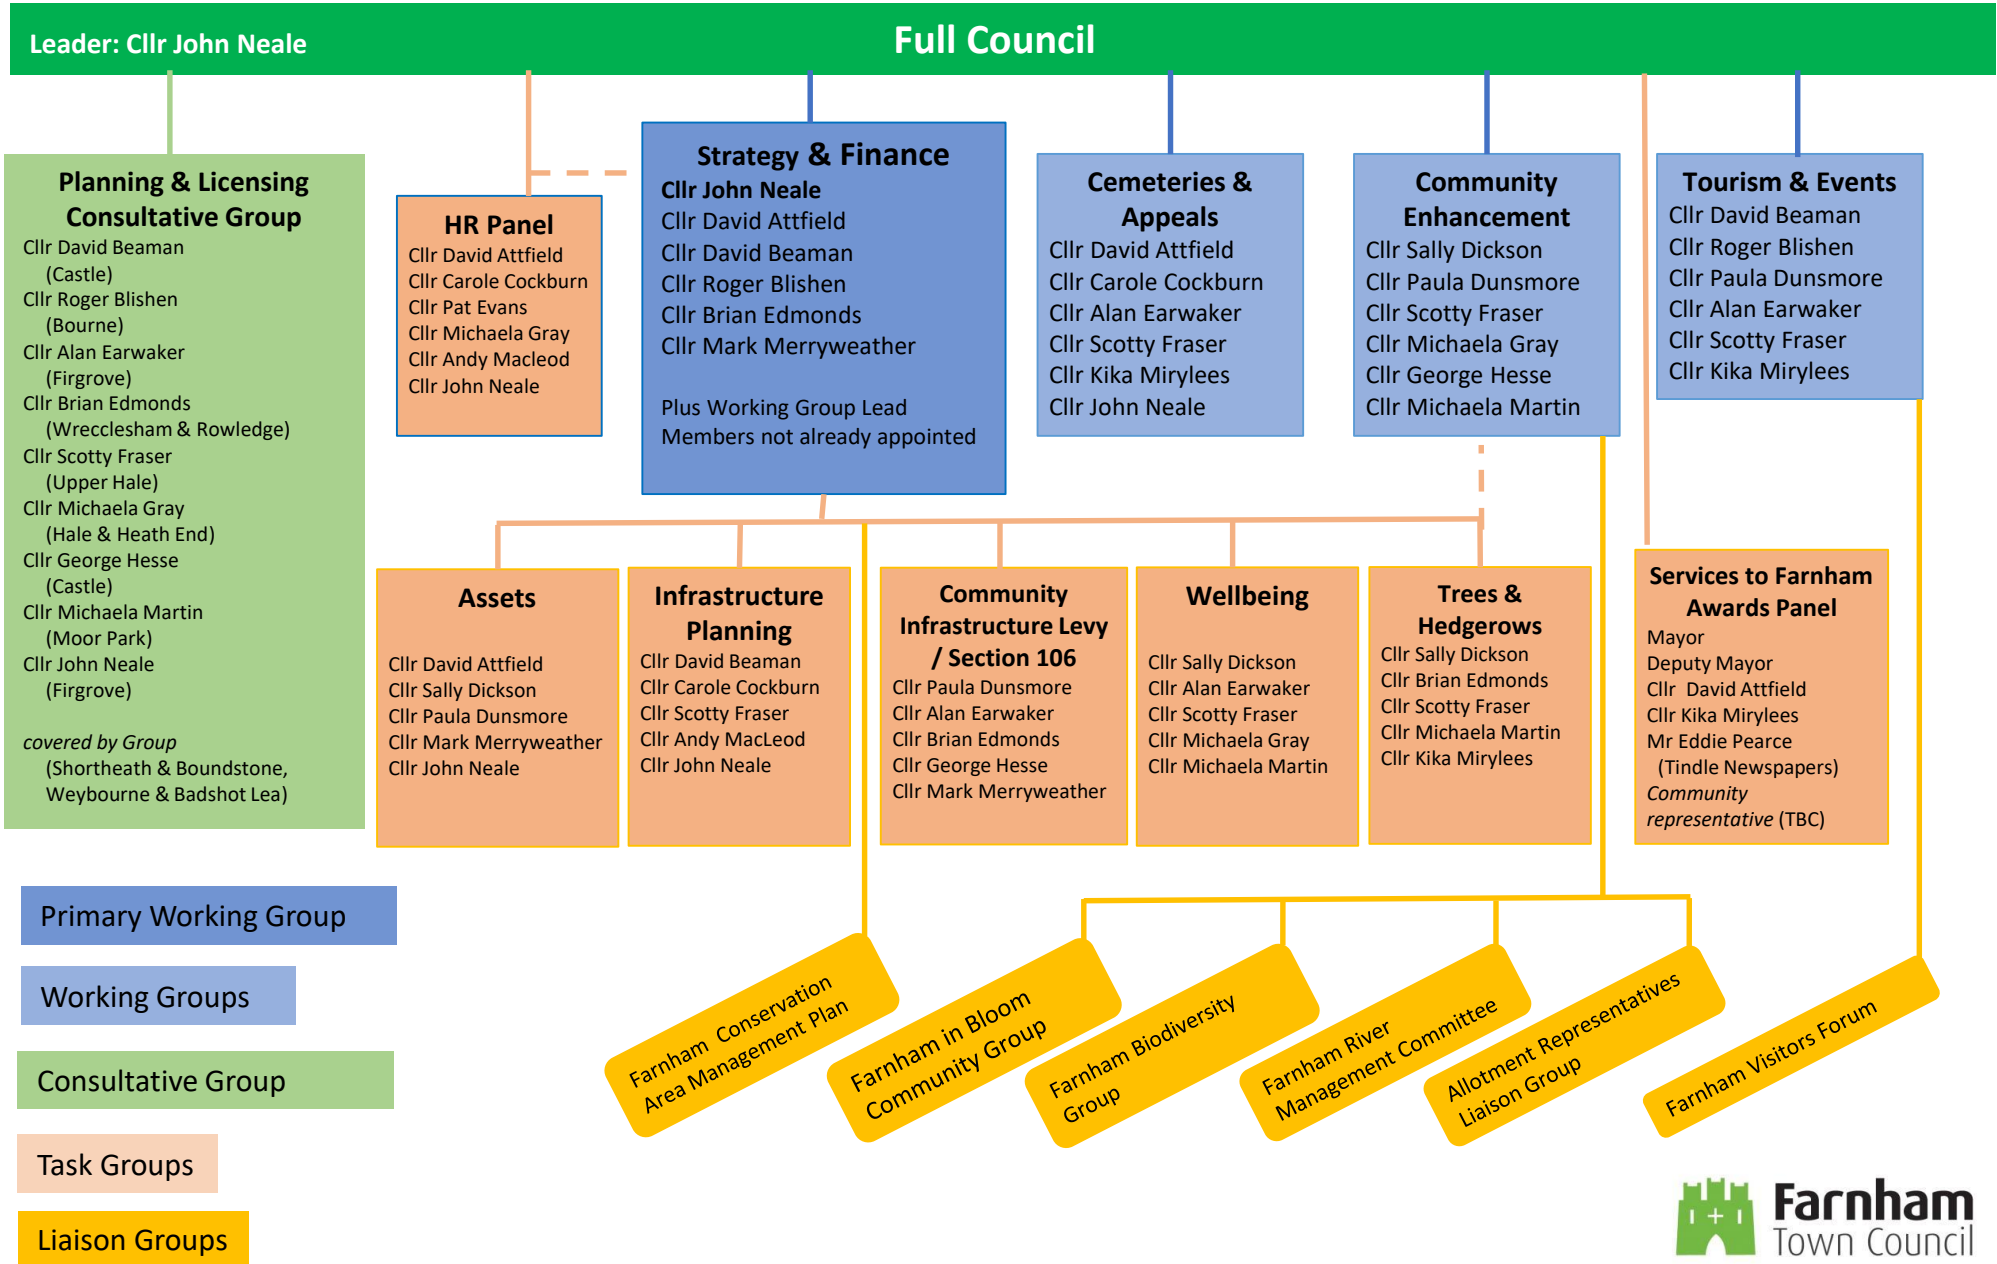 Leader: Cllr John Neale
Full Council
Planning & Licensing
Consultative Group
Cllr David Beaman
(Castle)
Cllr Roger Blishen
(Bourne)
Cllr Alan Earwaker
(Firgrove)
Cllr Brian Edmonds
(Wrecclesham & Rowledge)
Cllr Scotty Fraser
(Upper Hale)
Cllr Michaela Gray
(Hale & Heath End)
Cllr George Hesse
(Castle)
Cllr Michaela Martin
(Moor Park)
Cllr John Neale
(Firgrove)
covered by Group
(Shortheath & Boundstone,
Weybourne & Badshot Lea)
HR Panel
Cllr David Attfield
Cllr Carole Cockburn
Cllr Pat Evans
Cllr Michaela Gray
Cllr Andy Macleod
Cllr John Neale
Strategy & Finance
Cllr John Neale
Cllr David Attfield
Cllr David Beaman
Cllr Roger Blishen
Cllr Brian Edmonds
Cllr Mark Merryweather
Plus Working Group Lead
Members not already appointed
Cemeteries &
Appeals
Cllr David Attfield
Cllr Carole Cockburn
Cllr Alan Earwaker
Cllr Scotty Fraser
Cllr Kika Mirylees
Cllr John Neale
Community
Enhancement
Cllr Sally Dickson
Cllr Paula Dunsmore
Cllr Scotty Fraser
Cllr Michaela Gray
Cllr George Hesse
Cllr Michaela Martin
Tourism & Events
Cllr David Beaman
Cllr Roger Blishen
Cllr Paula Dunsmore
Cllr Alan Earwaker
Cllr Scotty Fraser
Cllr Kika Mirylees
Assets
Cllr David Attfield
Cllr Sally Dickson
Cllr Paula Dunsmore
Cllr Mark Merryweather
Cllr John Neale
Infrastructure
Planning
Cllr David Beaman
Cllr Carole Cockburn
Cllr Scotty Fraser
Cllr Andy MacLeod
Cllr John Neale
Community
Infrastructure Levy
/ Section 106
Cllr Paula Dunsmore
Cllr Alan Earwaker
Cllr Brian Edmonds
Cllr George Hesse
Cllr Mark Merryweather
Wellbeing
Cllr Sally Dickson
Cllr Alan Earwaker
Cllr Scotty Fraser
Cllr Michaela Gray
Cllr Michaela Martin
Trees &
Hedgerows
Cllr Sally Dickson
Cllr Brian Edmonds
Cllr Scotty Fraser
Cllr Michaela Martin
Cllr Kika Mirylees
Services to Farnham
Awards Panel
Mayor
Deputy Mayor
Cllr David Attfield
Cllr Kika Mirylees
Mr Eddie Pearce
(Tindle Newspapers)
Community
representative (TBC)
Primary Working Group
Working Groups
Consultative Group
Task Groups
Liaison Groups
Farnham Conservation
Area Management Plan
Farnham in Bloom
Community Group
Farnham Biodiversity
Group
Farnham River
Management Committee
Allotment Representatives
Liaison Group
Farnham Visitors Forum
Farnham
Town Council